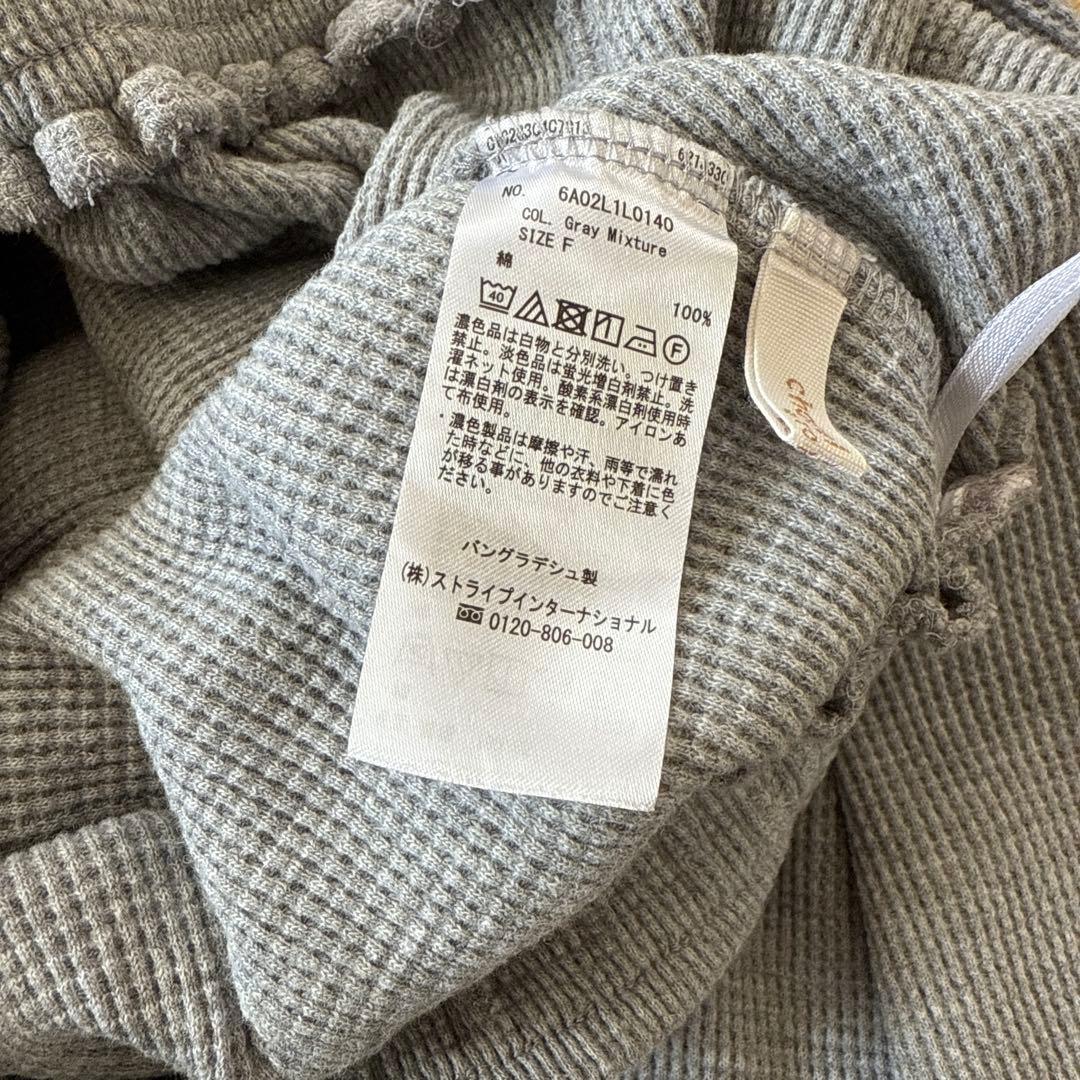 NO. 6A02L1L0140
COL. Gray Mixture
SIZE F
綿
100%
40
F
濃色品は白物と分別洗い。つけ置き
禁止。淡色品は蛍光増白剤禁止。洗
濯ネット使用。酸素系漂白剤使用時
は漂白剤の表示を確認。アイロンあ
て布使用。
・濃色製品は摩擦や汗、雨等で濡れ
た時などに、他の衣料や下着に色
が移る事がありますのでご注意く
ださい。
バングラデシュ製
(株)ストライプインターナショナル
0120-806-008